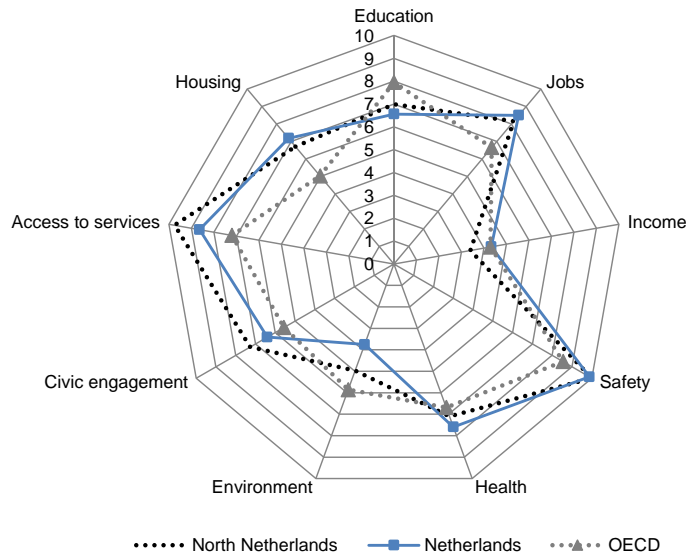 Education
10
9
8
7
6
5
4
3
2
1
0
Jobs
Income
Safety
Health
Environment
Civic engagement
Access to services
Housing
North Netherlands
Netherlands
OECD